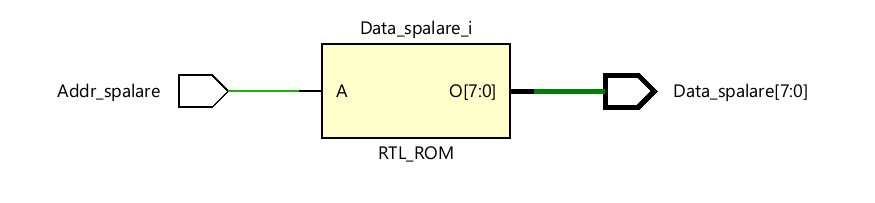 Data_spalare_i
Addr_spalare
A
O[7:0]
Data_spalare[7:0]
RTL_ROM